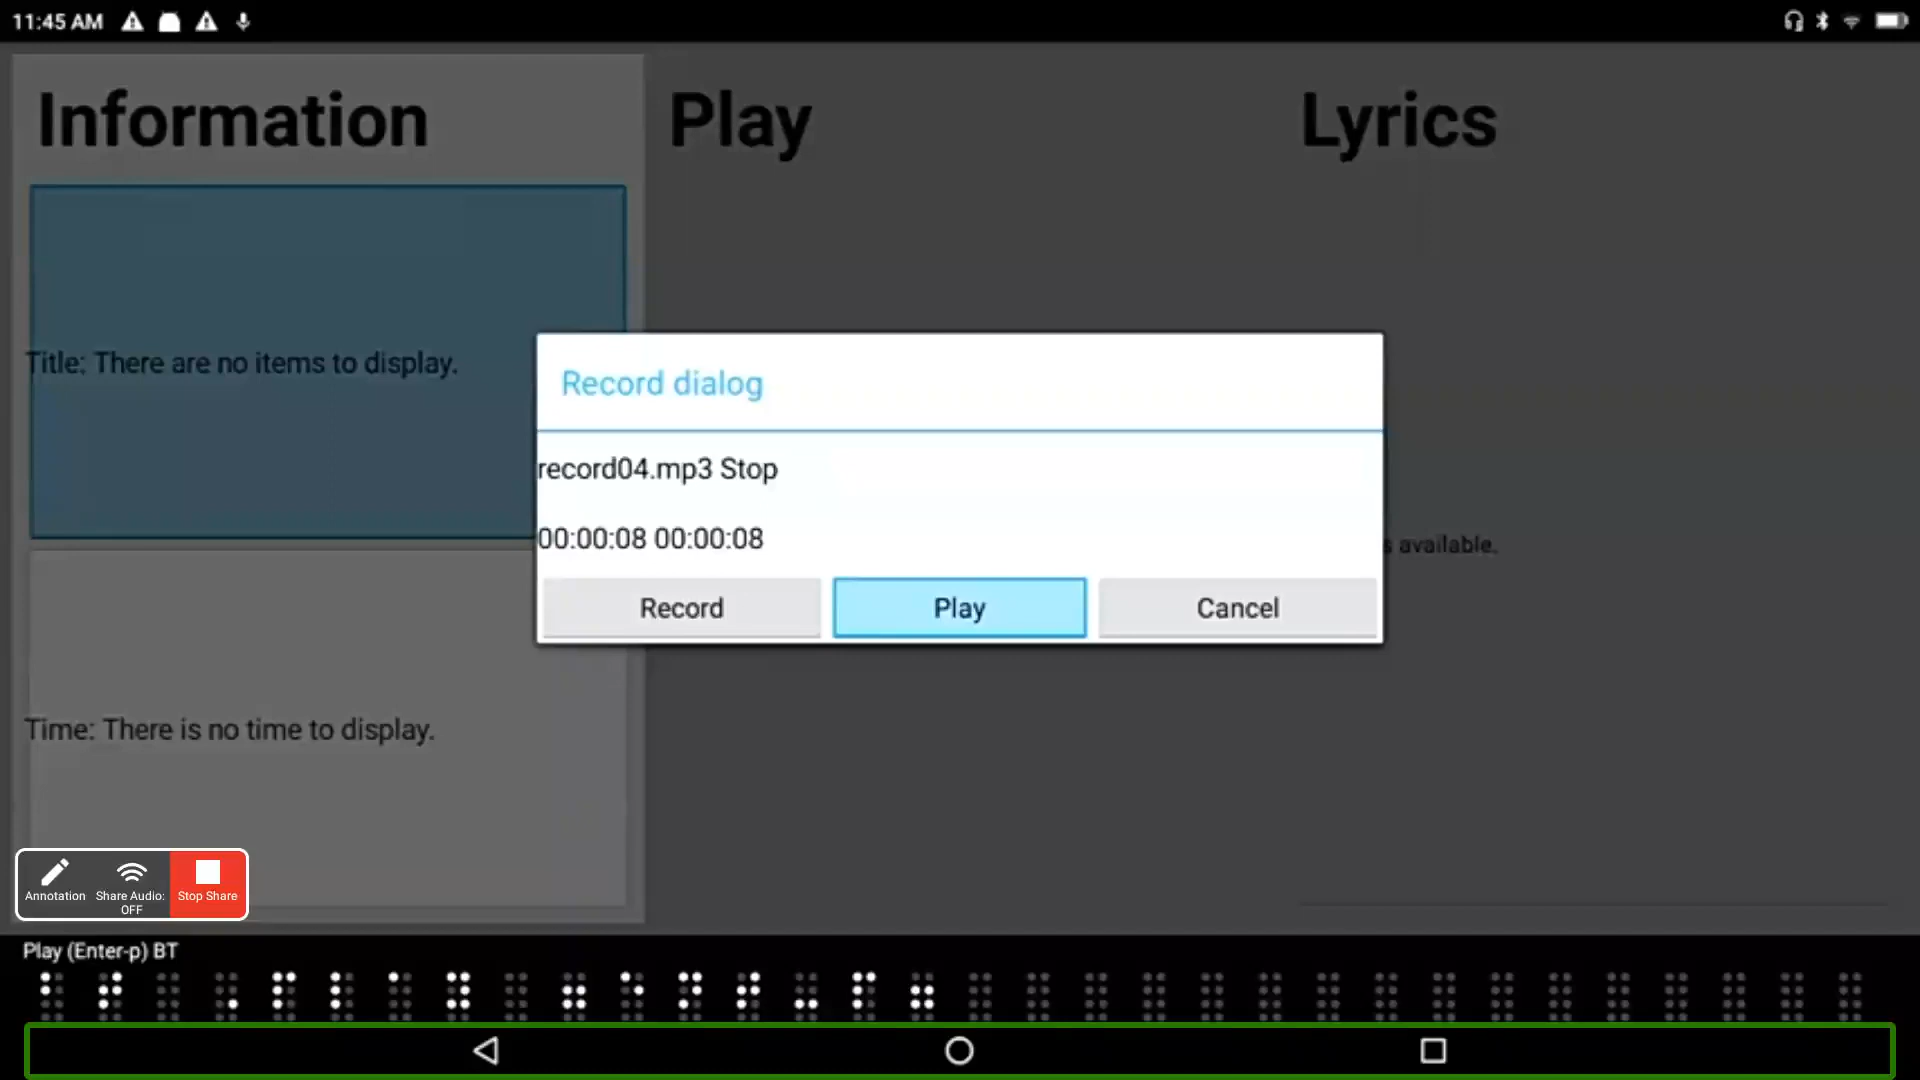 11:45 AM
Information
Play
Lyrics
Title: There are no items to display.
Record dialog
record04.mp3 Stop
00:00:08 00:00:08
s available.
Record
Play
Cancel
Time: There is no time to display.
Annotation
Share Audio: OFF
Stop Share
Play (Enter-p) BT